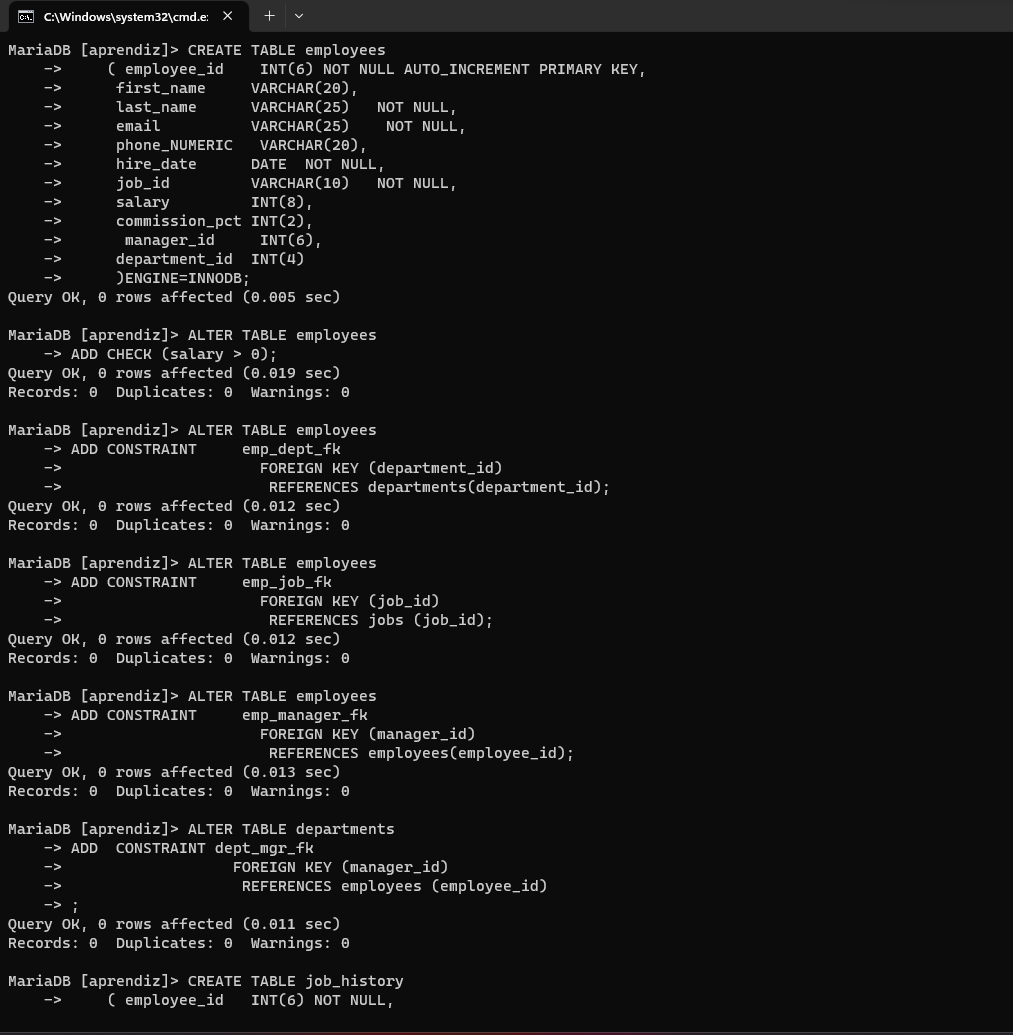 C:\Windows\system32\cmd.e:
MariaDB [aprendiz]> CREATE TABLE employees
    ->     ( employee_id    INT(6) NOT NULL AUTO_INCREMENT PRIMARY KEY,
    ->      first_name     VARCHAR(20),
    ->      last_name      VARCHAR(25)   NOT NULL,
    ->      email          VARCHAR(25)    NOT NULL,
    ->      phone_NUMERIC   VARCHAR(20),
    ->      hire_date      DATE  NOT NULL,
    ->      job_id         VARCHAR(10)   NOT NULL,
    ->      salary         INT(8),
    ->      commission_pct INT(2),
    ->       manager_id     INT(6),
    ->      department_id  INT(4)
    ->      )ENGINE=INNODB;
Query OK, 0 rows affected (0.005 sec)

MariaDB [aprendiz]> ALTER TABLE employees
    -> ADD CHECK (salary > 0);
Query OK, 0 rows affected (0.019 sec)
Records: 0  Duplicates: 0  Warnings: 0

MariaDB [aprendiz]> ALTER TABLE employees
    -> ADD CONSTRAINT     emp_dept_fk
    ->                      FOREIGN KEY (department_id)
    ->                       REFERENCES departments(department_id);
Query OK, 0 rows affected (0.012 sec)
Records: 0  Duplicates: 0  Warnings: 0

MariaDB [aprendiz]> ALTER TABLE employees
    -> ADD CONSTRAINT     emp_job_fk
    ->                      FOREIGN KEY (job_id)
    ->                       REFERENCES jobs (job_id);
Query OK, 0 rows affected (0.012 sec)
Records: 0  Duplicates: 0  Warnings: 0

MariaDB [aprendiz]> ALTER TABLE employees
    -> ADD CONSTRAINT     emp_manager_fk
    ->                      FOREIGN KEY (manager_id)
    ->                       REFERENCES employees(employee_id);
Query OK, 0 rows affected (0.013 sec)
Records: 0  Duplicates: 0  Warnings: 0

MariaDB [aprendiz]> ALTER TABLE departments
    -> ADD  CONSTRAINT dept_mgr_fk
    ->                   FOREIGN KEY (manager_id)
    ->                    REFERENCES employees (employee_id)
    -> ;
Query OK, 0 rows affected (0.011 sec)
Records: 0  Duplicates: 0  Warnings: 0

MariaDB [aprendiz]> CREATE TABLE job_history
    ->     ( employee_id   INT(6) NOT NULL,